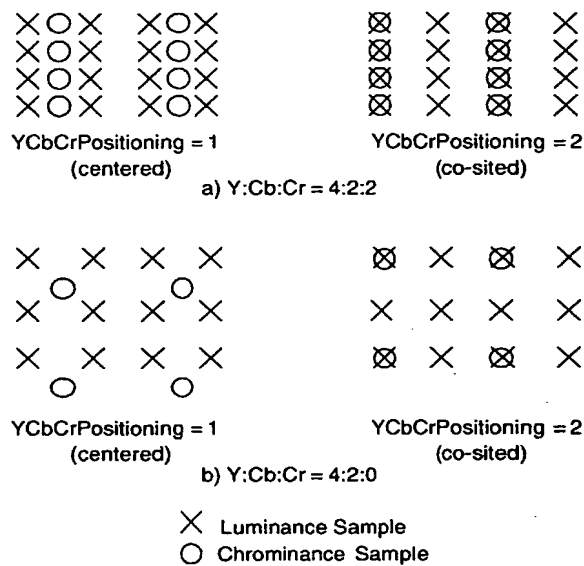 YCbCrPositioning = 1
(centered)
YCbCrPositioning = 2
(co-sited)
a) Y:Cb:Cr = 4:2:2
YCbCrPositioning = 1
(centered)
YCbCrPositioning = 2
(co-sited)
b) Y:Cb:Cr = 4:2:0
Luminance Sample
Chrominance Sample